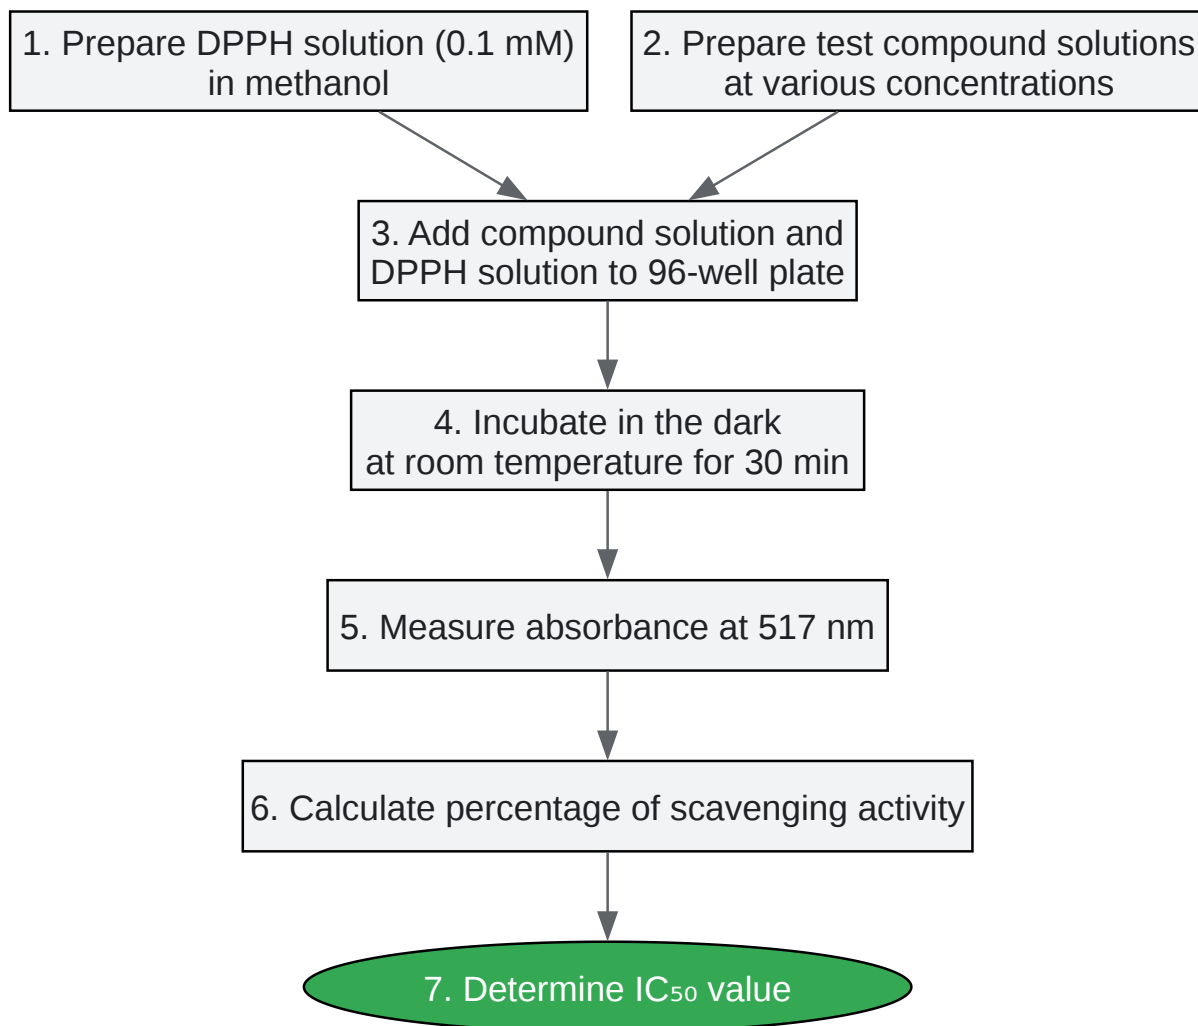 1. Prepare DPPH solution (0.1 mM)
in methanol
2. Prepare test compound solutions
at various concentrations
3. Add compound solution and
DPPH solution to 96-well plate
4. Incubate in the dark
at room temperature for 30 min
5. Measure absorbance at 517 nm
6. Calculate percentage of scavenging activity
7. Determine IC₅₀ value